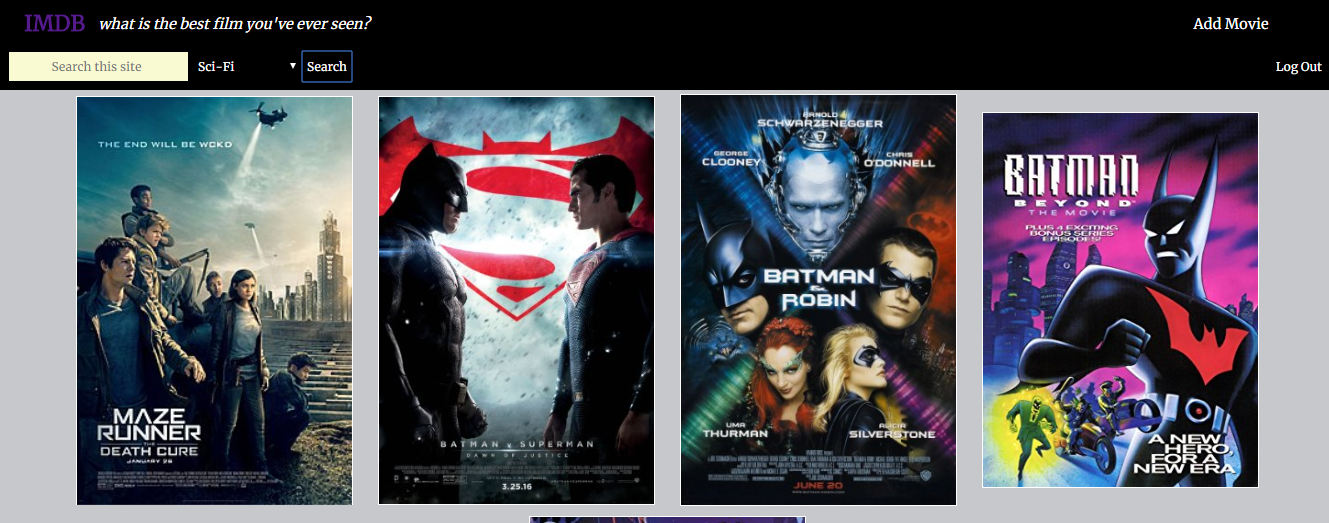 IMDB what is the best film you've ever seen? Add Movie
Search this site Sci-Fi Search Log Out
THE END WILL BE WCKD
MAZE
RUNNER
THE
DEATH CURE
JANUARY 26
BATMAN v SUPERMAN
DAWN OF JUSTICE
3.25.16
ARNOLD
SCHWARZENEGGER
GEORGE
CLOONEY
CHRIS
O'DONNELL
BATMAN
&
ROBIN
UMA
THURMAN
ALICIA
SILVERSTONE
JUNE 20
BATMAN
BEYOND
THE MOVIE
PLUS 4 EXCITING
BONUS SERIES
EPISODES!
A NEW
HERO,
FOR A
NEW ERA